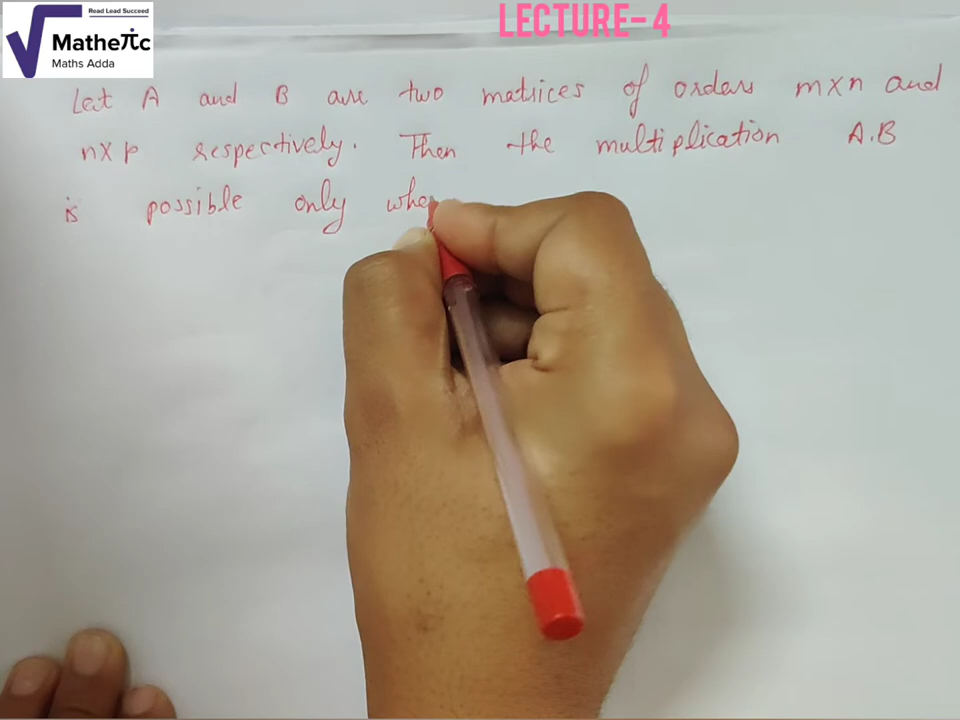 LECTURE-4
Read Lead Succeed
Matheπc
Maths Adda
Let A and B are two matrices of orders m×n and
n×p respectively. Then the multiplication A.B
is possible only whe